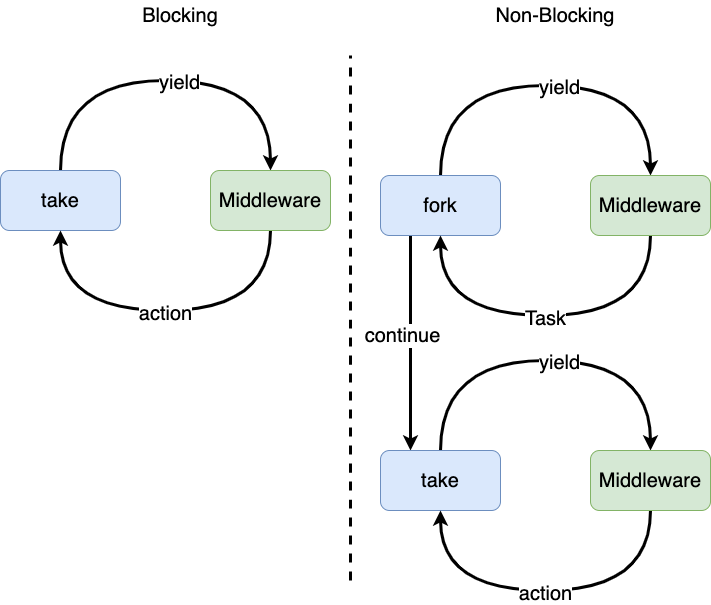 Blocking
yield
take
Middleware
action
Non-Blocking
yield
fork
Middleware
Task
continue
yield
take
Middleware
action